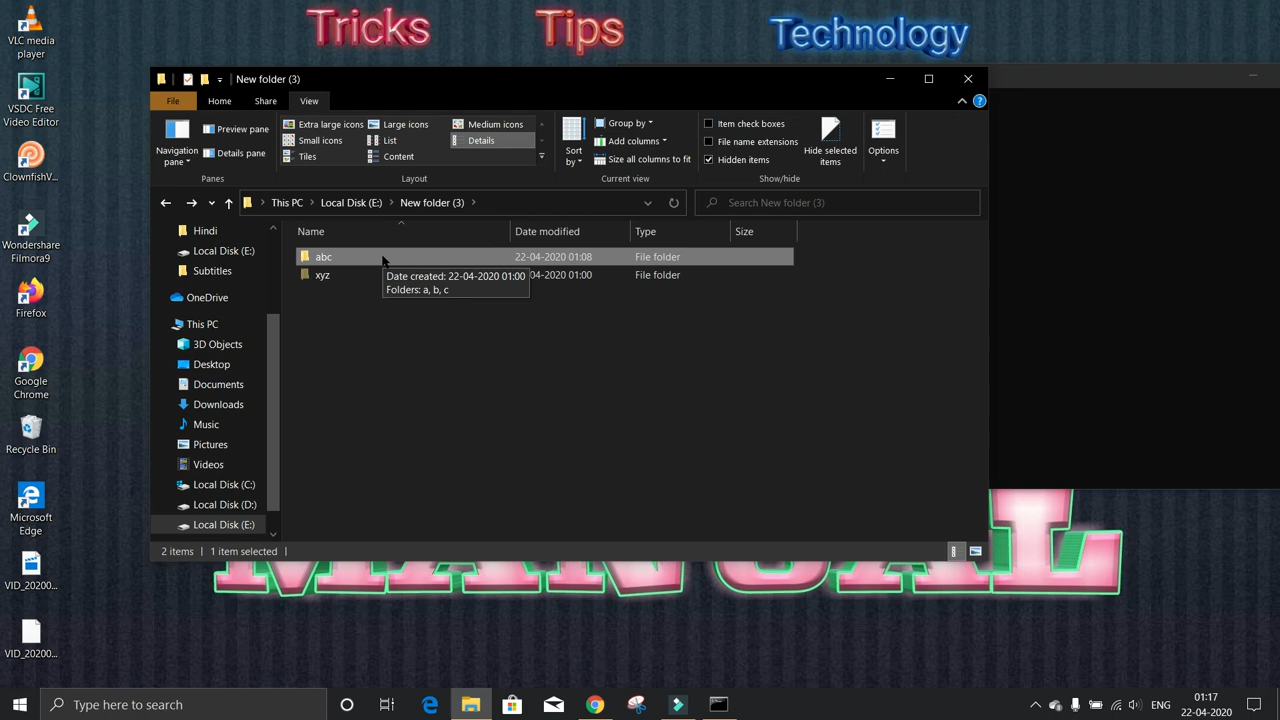 Tricks Tips Technology
VLC media
player
VSDC Free
Video Editor
ClownfishV...
Wondershare
Filmora9
Firefox
Google
Chrome
Recycle Bin
Microsoft
Edge
VID_20200...
VID_20200...
New folder (3)
File Home Share View
Navigation
pane
Preview pane
Details pane
Panes
Extra large icons Large icons Medium icons
Small icons List Details
Tiles Content
Layout
Sort
by
Group by
Add columns
Size all columns to fit
Current view
Item check boxes
File name extensions
Hidden items
Hide selected
items
Show/hide
Options
This PC > Local Disk (E:) > New folder (3) >
Search New folder (3)
Hindi
Local Disk (E:)
Subtitles
OneDrive
This PC
3D Objects
Desktop
Documents
Downloads
Music
Pictures
Videos
Local Disk (C:)
Local Disk (D:)
Local Disk (E:)
Name Date modified Type Size
abc 22-04-2020 01:08 File folder
xyz 04-2020 01:00 File folder
Date created: 22-04-2020 01:00
Folders: a, b, c
2 items 1 item selected
Type here to search
01:17
22-04-2020